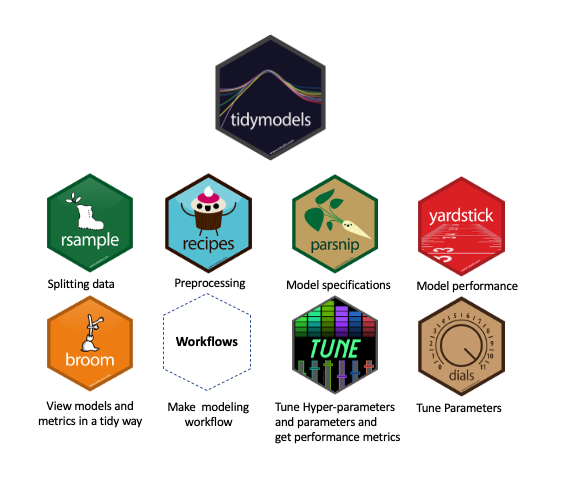 tidymodels
rsample
recipes
parsnip
yardstick
Splitting data
Preprocessing
Model specifications
Model performance
broom
Workflows
TUNE
dials
View models and
metrics in a tidy way
Make modeling
workflow
Tune Hyper-parameters
and parameters and
get performance metrics
Tune Parameters